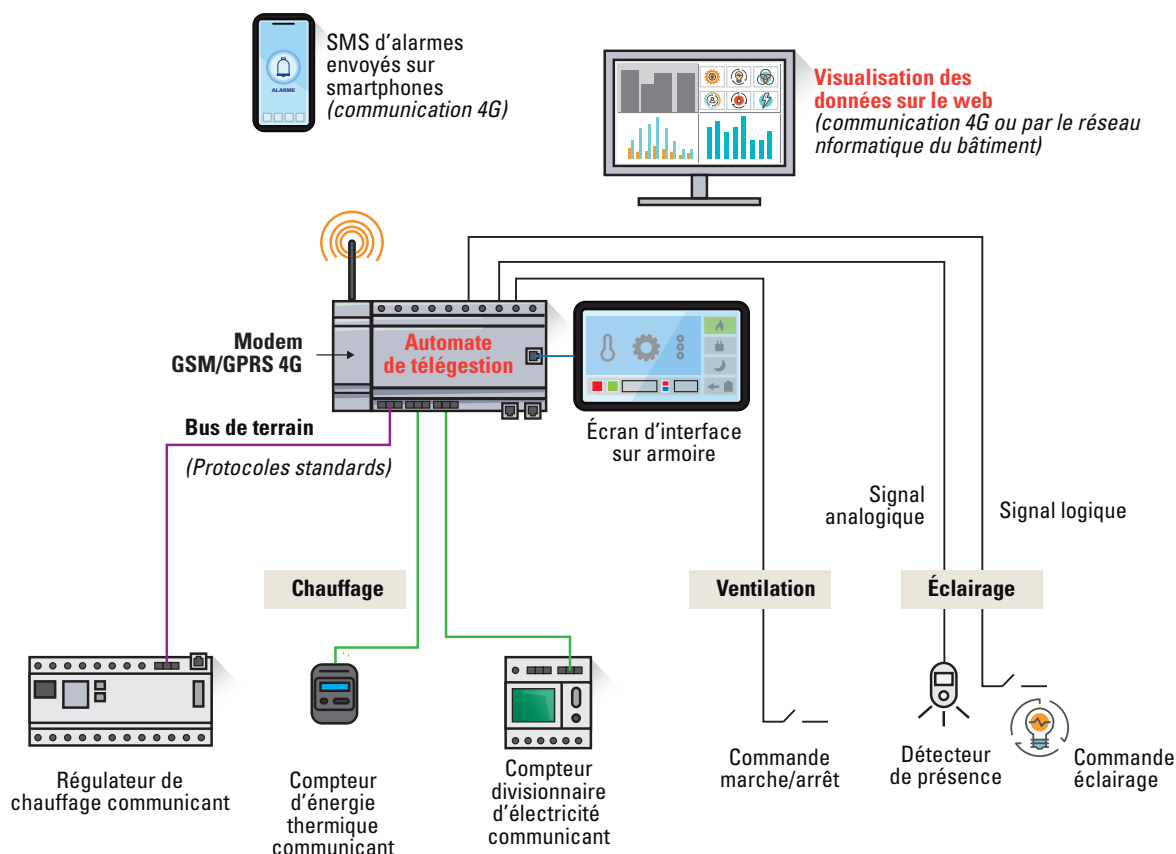 SMS d'alarmes
envoyés sur
smartphones
(communication 4G)
ALARME
Visualisation des
données sur le web
(communication 4G ou par le réseau
nformatique du bâtiment)
Modem
GSM/GPRS 4G
Automate
de télégestion
Écran d'interface
sur armoire
Bus de terrain
(Protocoles standards)
Signal
analogique
Signal logique
Chauffage
Ventilation
Éclairage
Régulateur de
chauffage communicant
Compteur
d'énergie
thermique
communicant
Compteur
divisionnaire
d'électricité
communicant
Commande
marche/arrêt
Détecteur
de présence
Commande
éclairage